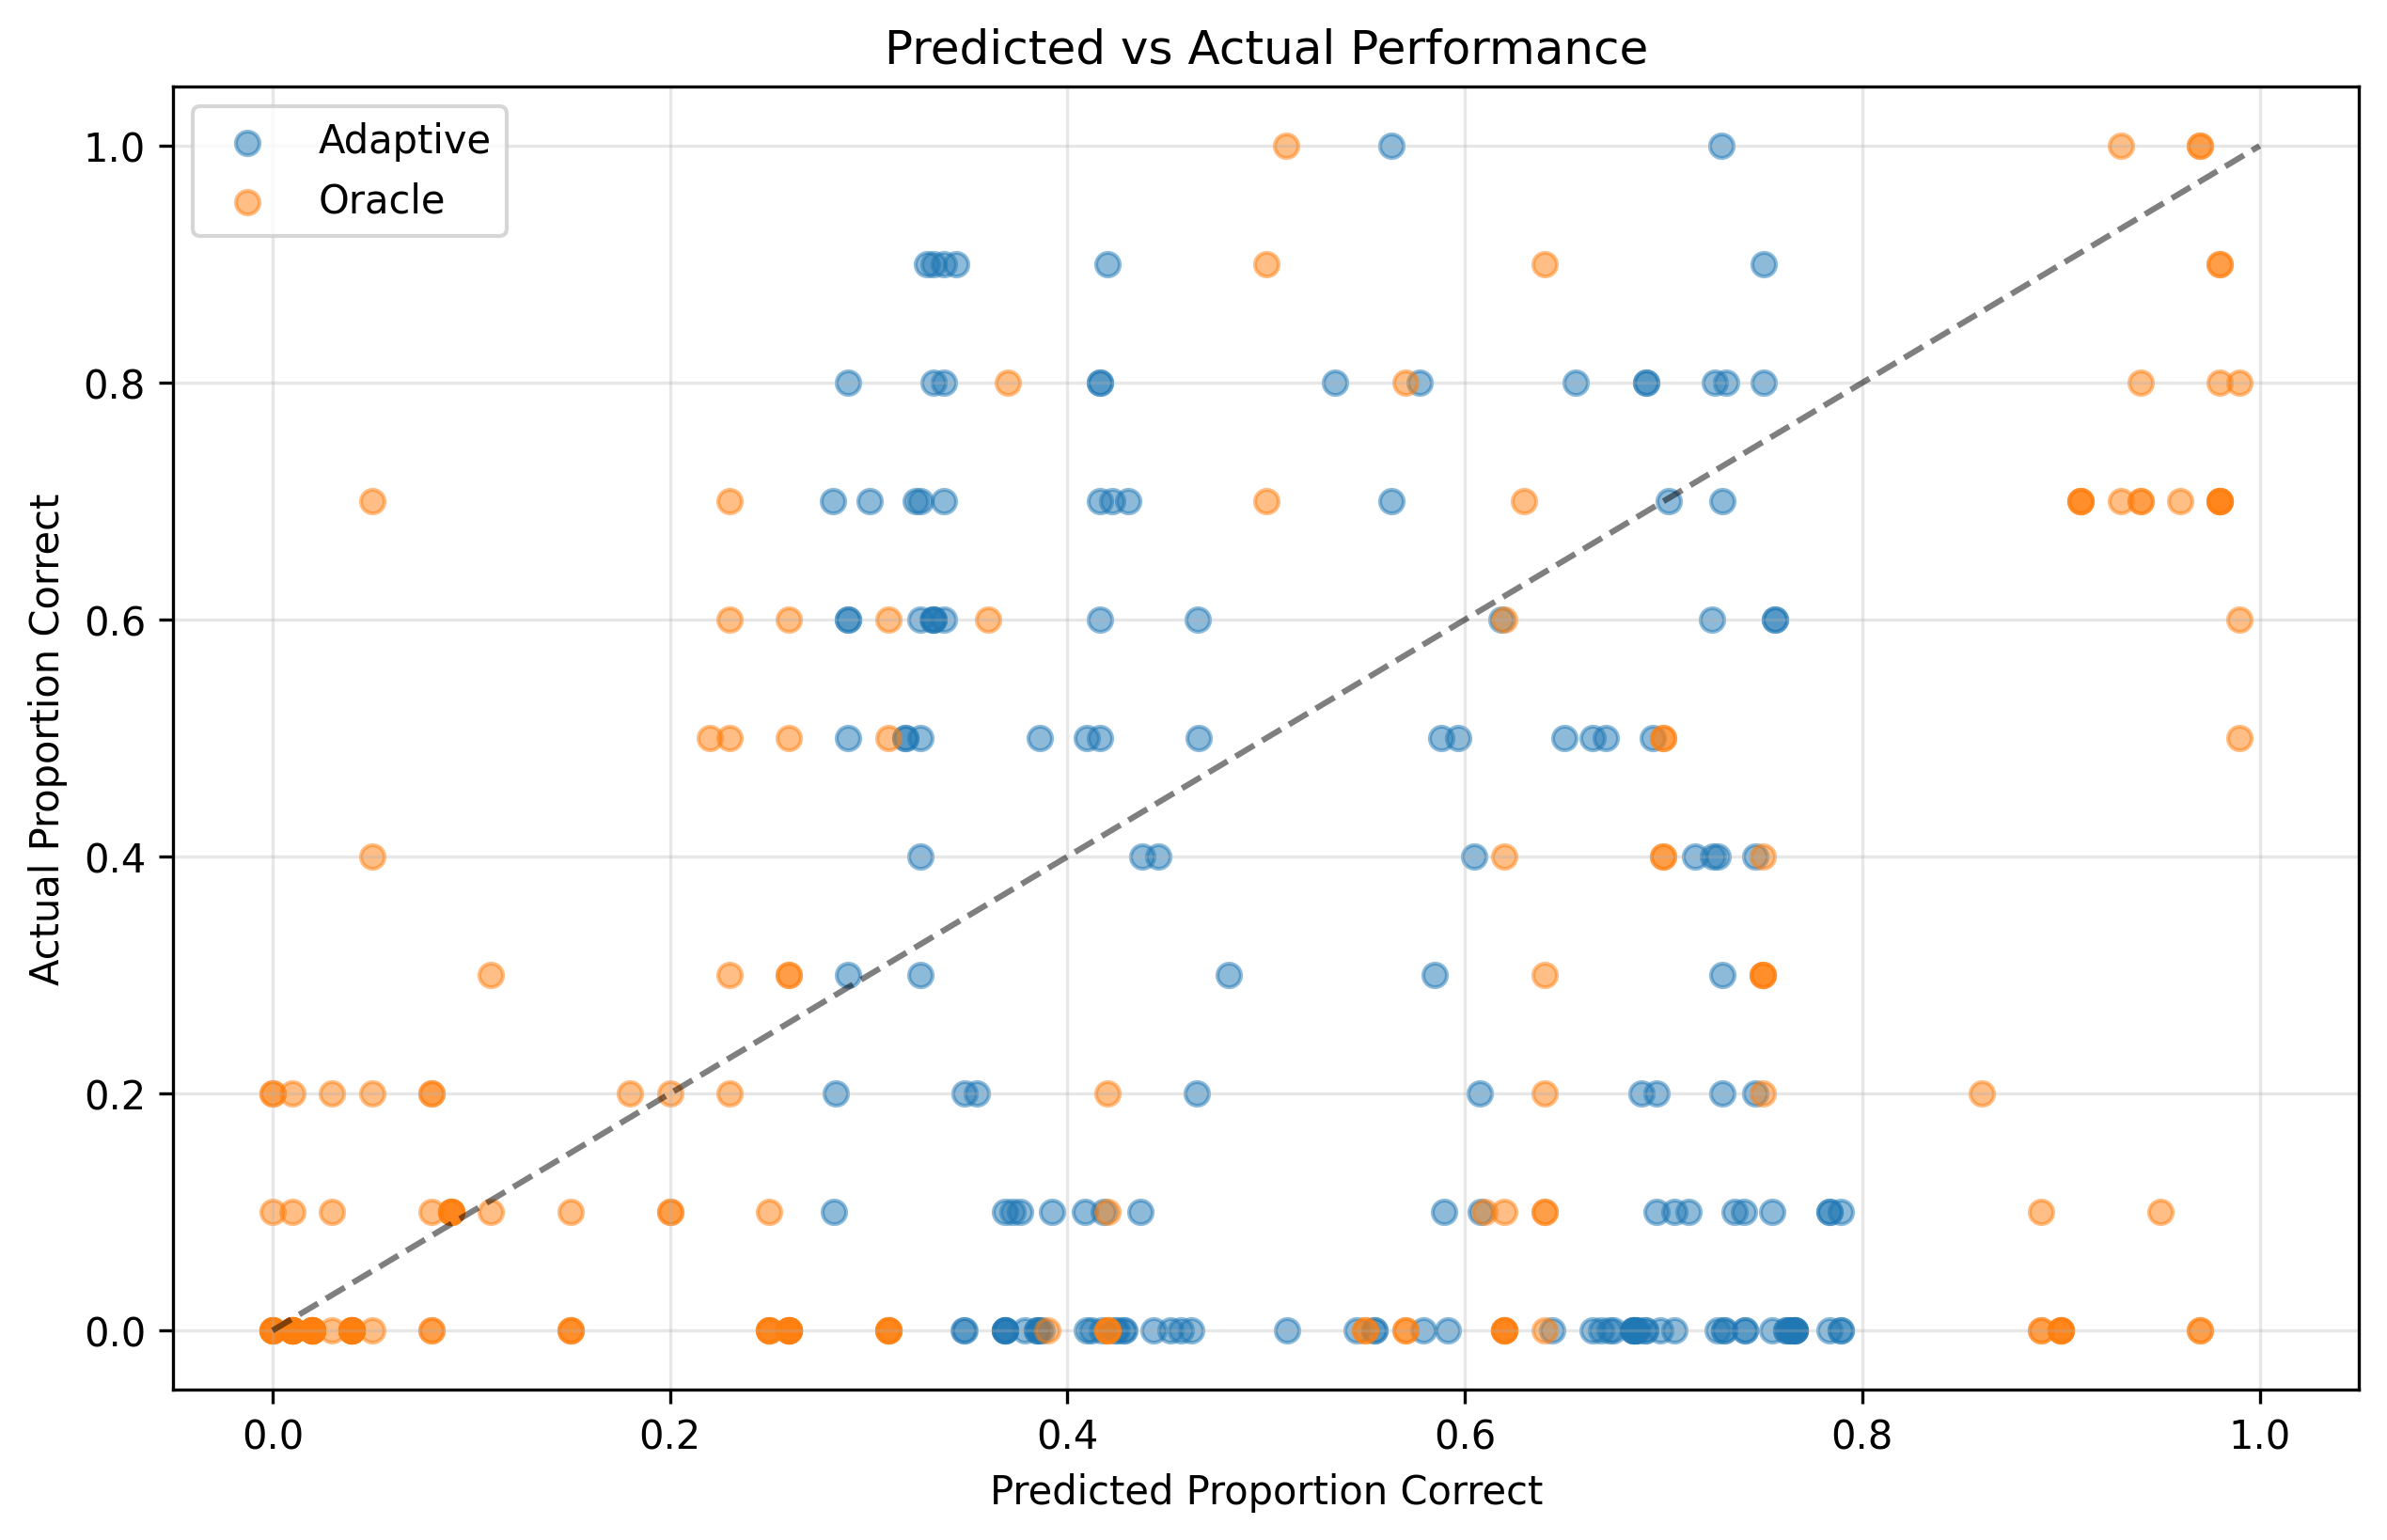 Predicted vs Actual Performance
Adaptive
Oracle
Actual Proportion Correct
1.0
0.8
0.6
0.4
0.2
0.0
0.0 0.2 0.4 0.6 0.8 1.0
Predicted Proportion Correct